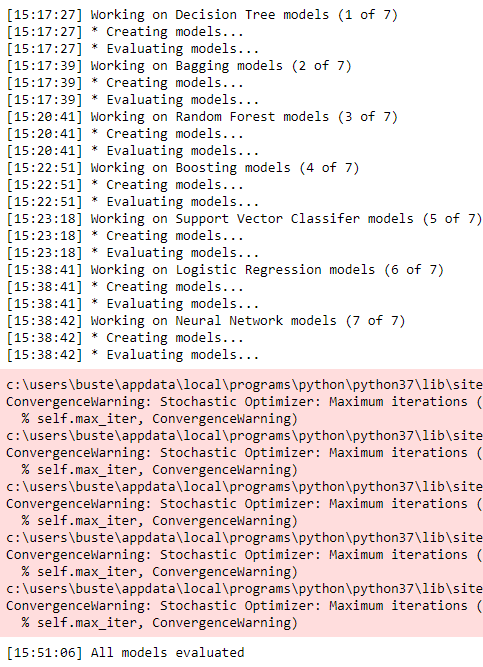 [15:17:27] Working on Decision Tree models (1 of 7)
[15:17:27] * Creating models...
[15:17:27] * Evaluating models...
[15:17:39] Working on Bagging models (2 of 7)
[15:17:39] * Creating models...
[15:17:39] * Evaluating models...
[15:20:41] Working on Random Forest models (3 of 7)
[15:20:41] * Creating models...
[15:20:41] * Evaluating models...
[15:22:51] Working on Boosting models (4 of 7)
[15:22:51] * Creating models...
[15:22:51] * Evaluating models...
[15:23:18] Working on Support Vector Classifer models (5 of 7)
[15:23:18] * Creating models...
[15:23:18] * Evaluating models...
[15:38:41] Working on Logistic Regression models (6 of 7)
[15:38:41] * Creating models...
[15:38:41] * Evaluating models...
[15:38:42] Working on Neural Network models (7 of 7)
[15:38:42] * Creating models...
[15:38:42] * Evaluating models...
c:\users\buste\appdata\local\programs\python\python37\lib\site
ConvergenceWarning: Stochastic Optimizer: Maximum iterations (
  % self.max_iter, ConvergenceWarning)
c:\users\buste\appdata\local\programs\python\python37\lib\site
ConvergenceWarning: Stochastic Optimizer: Maximum iterations (
  % self.max_iter, ConvergenceWarning)
c:\users\buste\appdata\local\programs\python\python37\lib\site
ConvergenceWarning: Stochastic Optimizer: Maximum iterations (
  % self.max_iter, ConvergenceWarning)
c:\users\buste\appdata\local\programs\python\python37\lib\site
ConvergenceWarning: Stochastic Optimizer: Maximum iterations (
  % self.max_iter, ConvergenceWarning)
c:\users\buste\appdata\local\programs\python\python37\lib\site
ConvergenceWarning: Stochastic Optimizer: Maximum iterations (
  % self.max_iter, ConvergenceWarning)
[15:51:06] All models evaluated